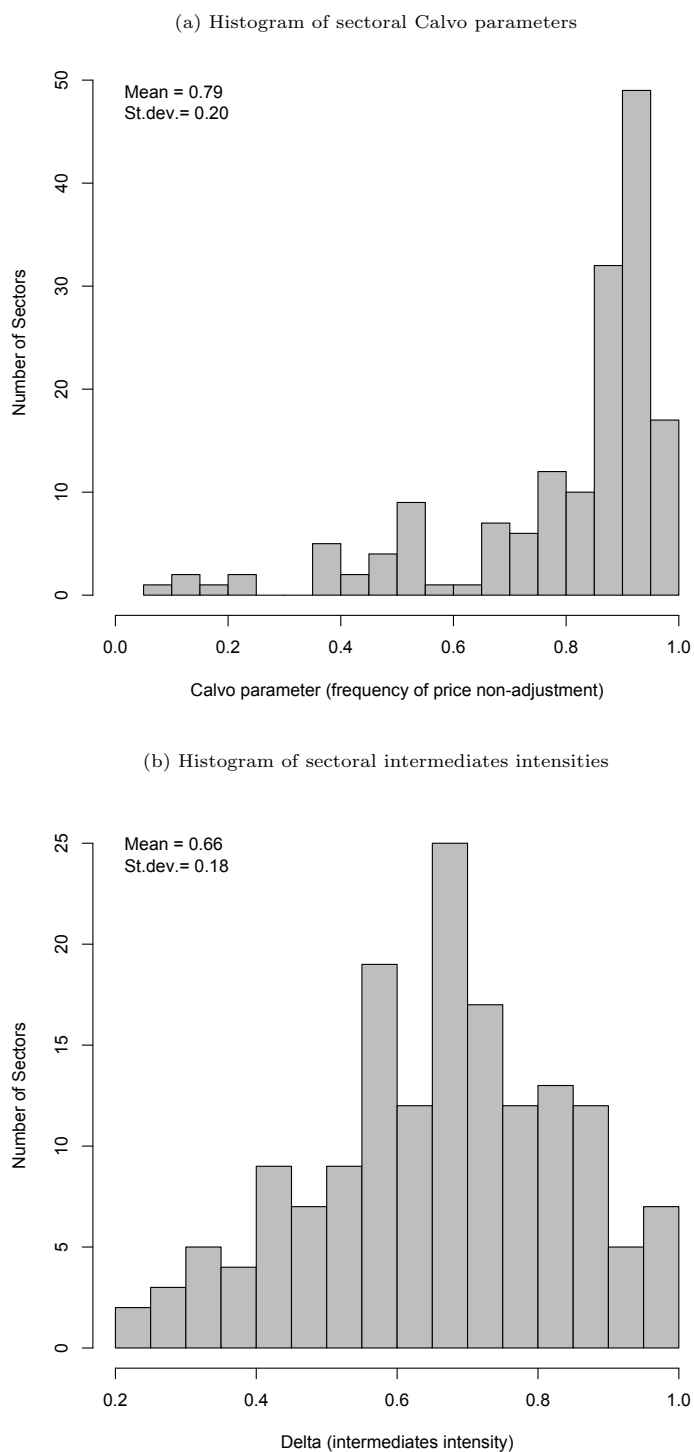 (a) Histogram of sectoral Calvo parameters
Mean = 0.79
St.dev.= 0.20
50
40
30
20
10
0
Number of Sectors
0.0 0.2 0.4 0.6 0.8 1.0
Calvo parameter (frequency of price non-adjustment)
(b) Histogram of sectoral intermediates intensities
Mean = 0.66
St.dev.= 0.18
25
20
15
10
5
0
Number of Sectors
0.2 0.4 0.6 0.8 1.0
Delta (intermediates intensity)